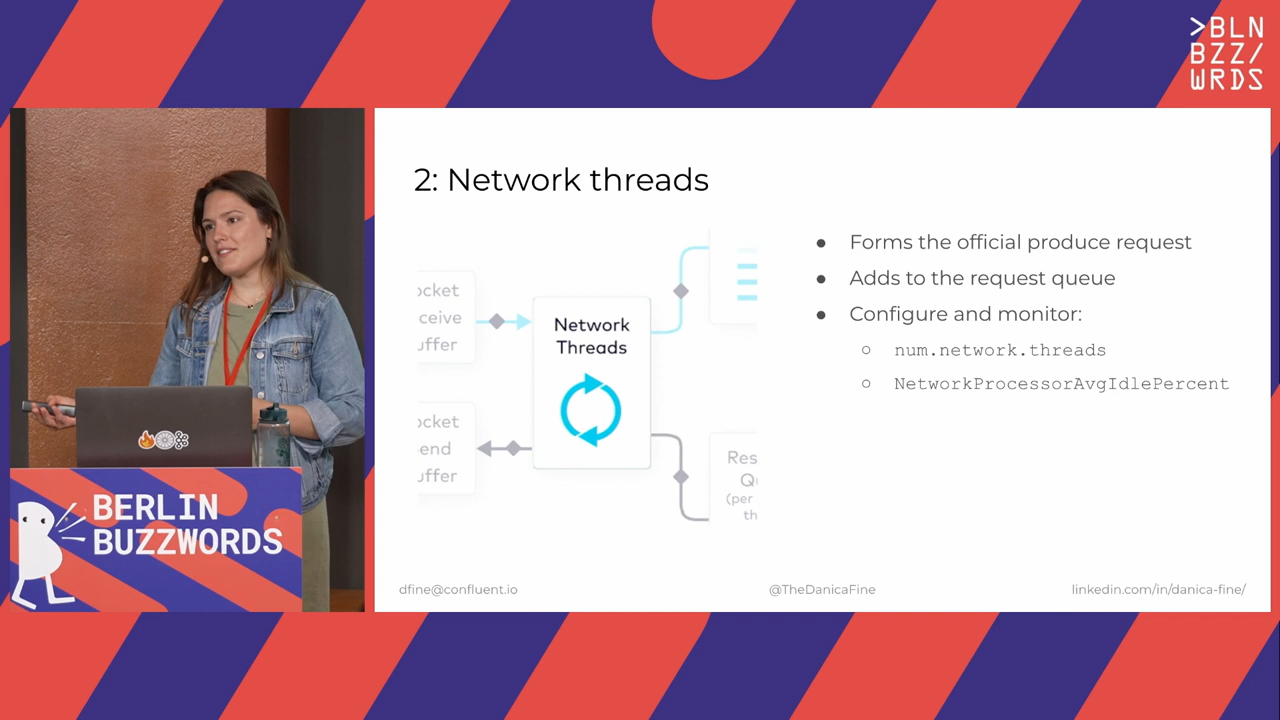 >BLN
BZZ/
WRDS
2: Network threads
ocket
ceive
uffer
Network
Threads
ocket
end
uffer
Res
Qu
(per
th
● Forms the official produce request
● Adds to the request queue
● Configure and monitor:
○ num.network.threads
○ NetworkProcessorAvgIdlePercent
BERLIN
BUZZWORDS
dfine@confluent.io
@TheDanicaFine
linkedin.com/in/danica-fine/